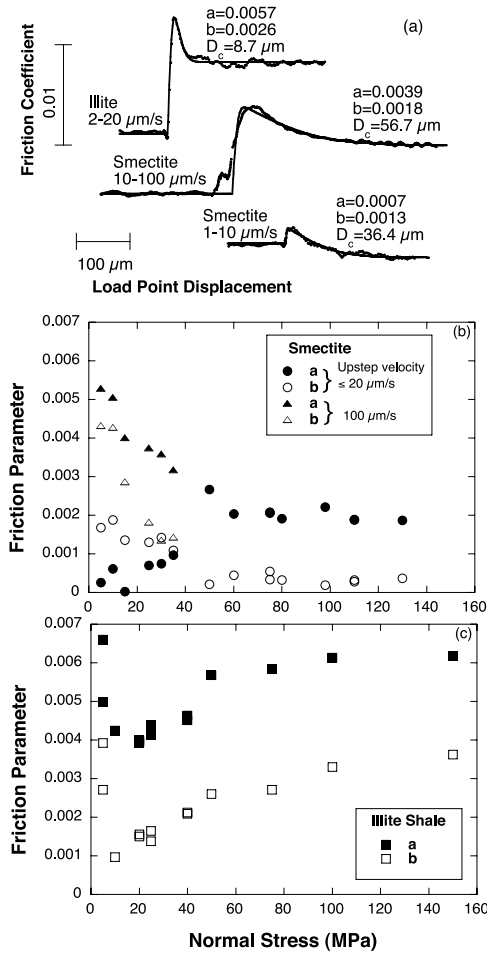 (a)
Friction Coefficient
0.01
a=0.0057
b=0.0026
Dc=8.7 µm
Illite
2-20 µm/s
a=0.0039
b=0.0018
Dc=56.7 µm
Smectite
10-100 µm/s
Smectite
1-10 µm/s
a=0.0007
b=0.0013
Dc=36.4 µm
100 µm
Load Point Displacement
(b)
Friction Parameter
0.007
0.006
0.005
0.004
0.003
0.002
0.001
0
Smectite
a
b
Upstep velocity
≤ 20 µm/s
a
b
100 µm/s
0 20 40 60 80 100 120 140 160
(c)
Friction Parameter
0.007
0.006
0.005
0.004
0.003
0.002
0.001
0
Illite Shale
a
b
0 20 40 60 80 100 120 140 160
Normal Stress (MPa)